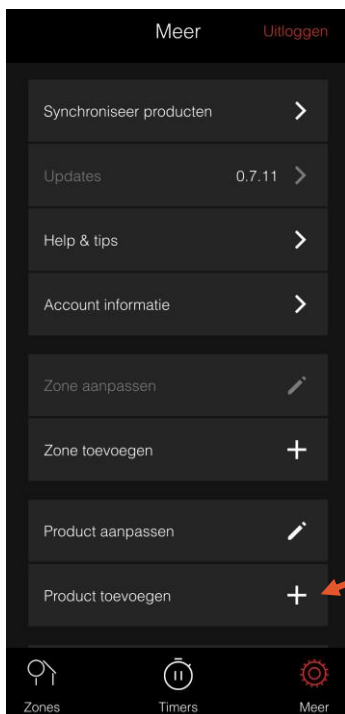 Meer Uitloggen
Synchroniseer producten
Updates 0.7.11
Help & tips
Account informatie
Zone aanpassen
Zone toevoegen
Product aanpassen
Product toevoegen
Zones Timers Meer